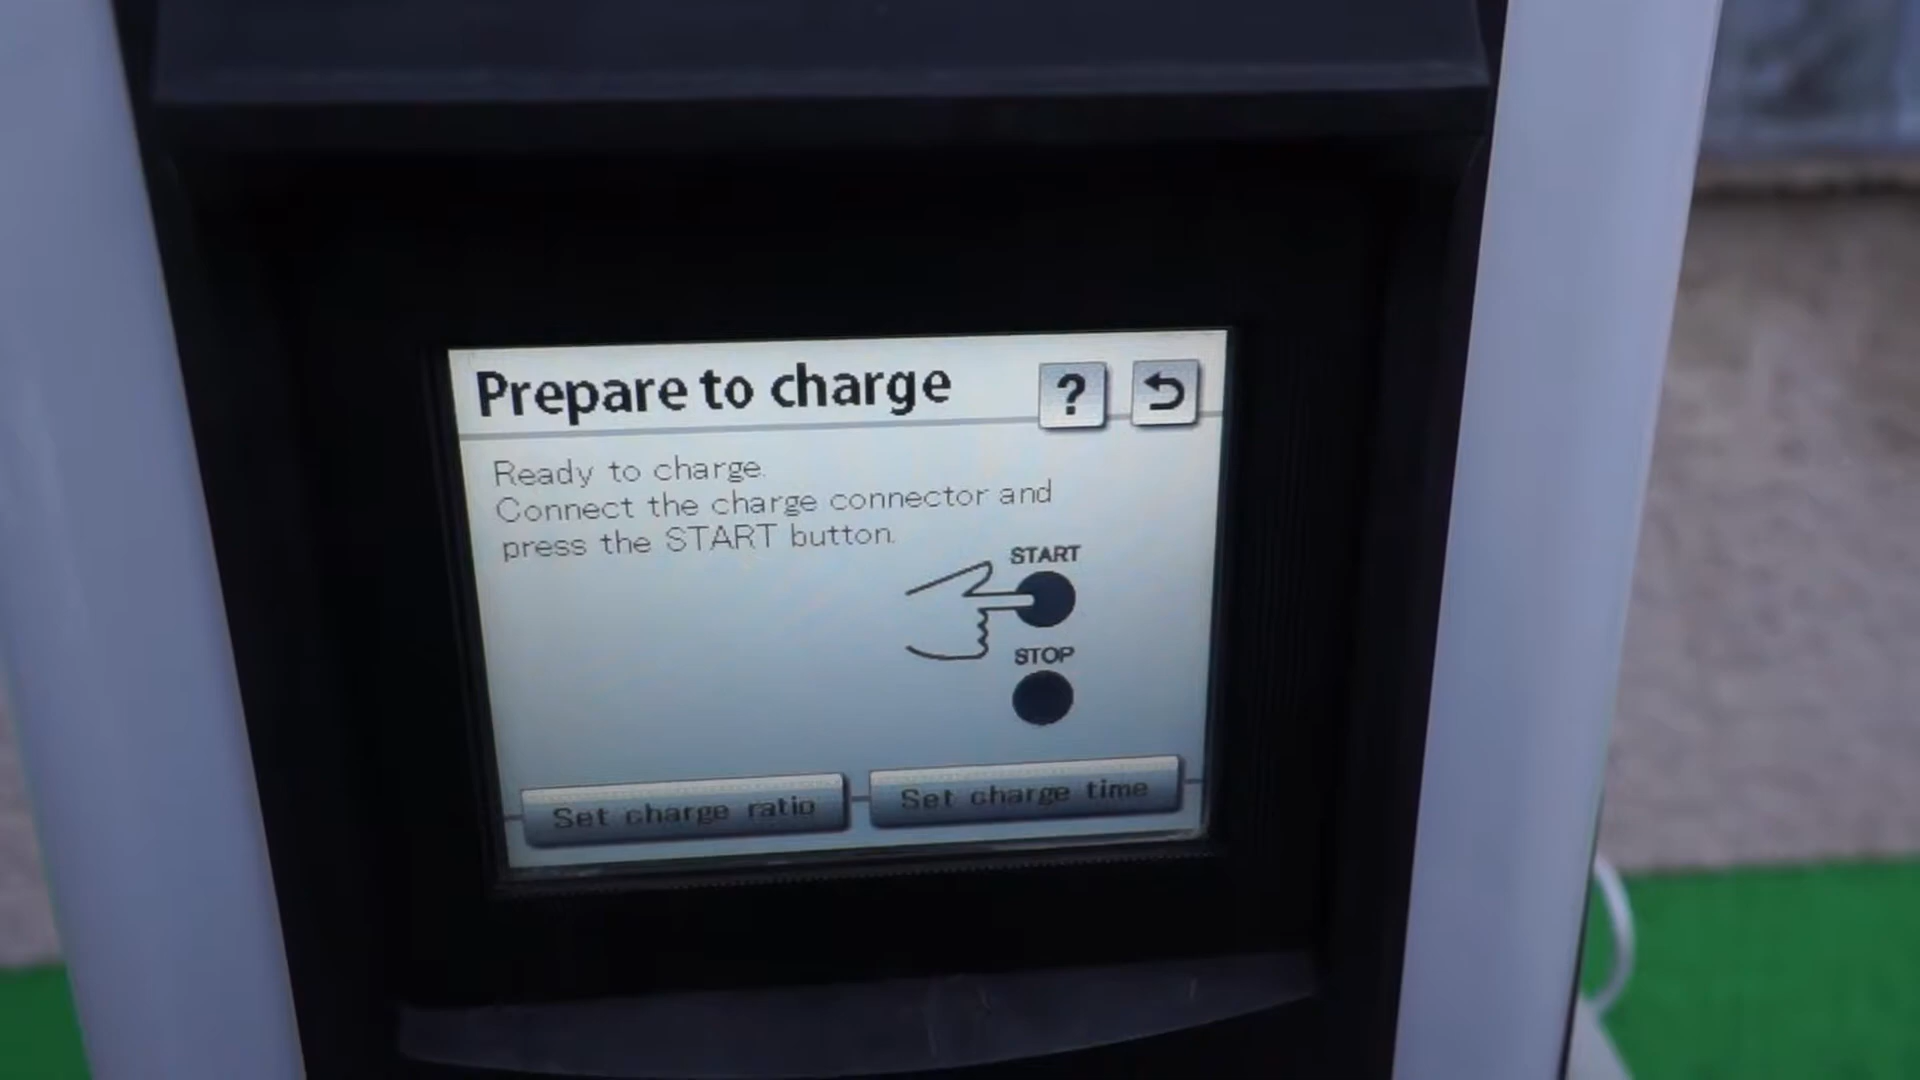 Prepare to charge ?
Ready to charge.
Connect the charge connector and
press the START button.
START
STOP
Set charge ratio Set charge time